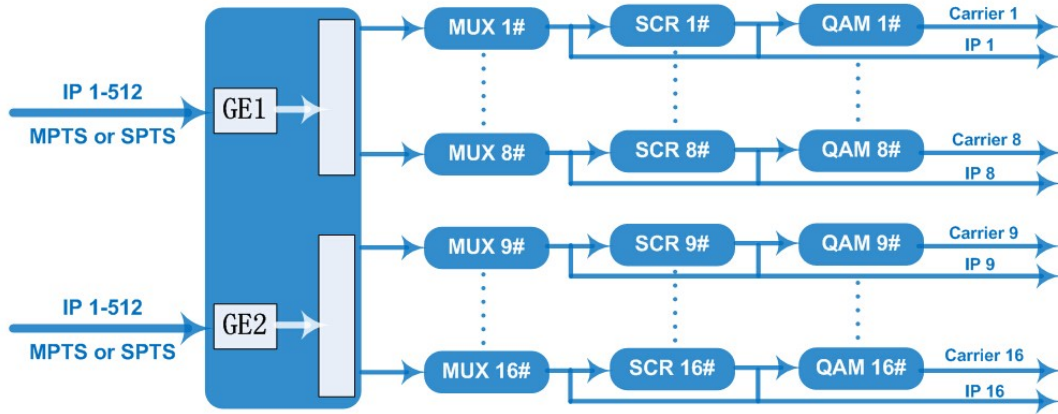 MUX 1#
SCR 1#
QAM 1#
Carrier 1
IP 1
IP 1-512
GE1
MPTS or SPTS
MUX 8#
SCR 8#
QAM 8#
Carrier 8
IP 8
MUX 9#
SCR 9#
QAM 9#
Carrier 9
IP 9
IP 1-512
GE2
MPTS or SPTS
MUX 16#
SCR 16#
QAM 16#
Carrier 16
IP 16